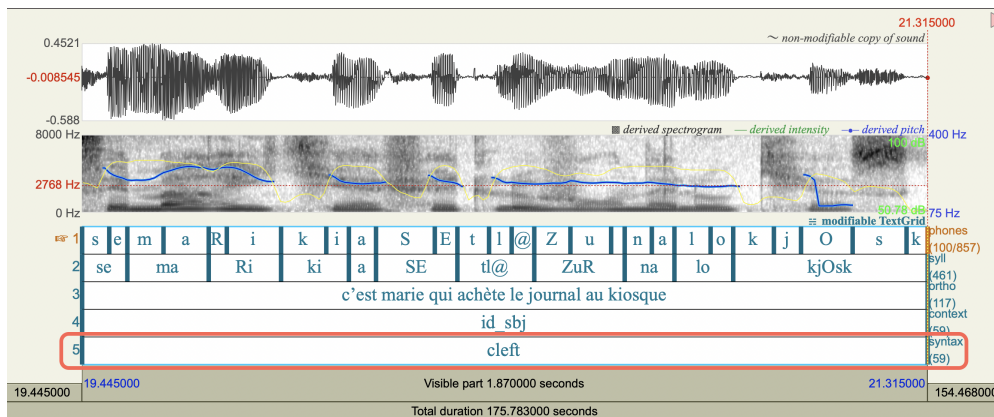 21.315000
0.4521
~ non-modifiable copy of sound
-0.008545
-0.588
8000 Hz
derived spectrogram derived intensity derived pitch
400 Hz
100 dB
2768 Hz
0 Hz
75 Hz
modifiable TextGrid
1 s e m a R i k i a S E t l @ Z u n a l o k j O s k phones
(100/857)
2 se ma Ri ki a SE tl@ ZuR na lo kjOsk syll
(461)
3 c’est marie qui achète le journal au kiosque ortho
(117)
4 id_sbj context
(59)
5 cleft syntax
(59)
19.445000 Visible part 1.870000 seconds 21.315000
19.445000 154.468000
Total duration 175.783000 seconds